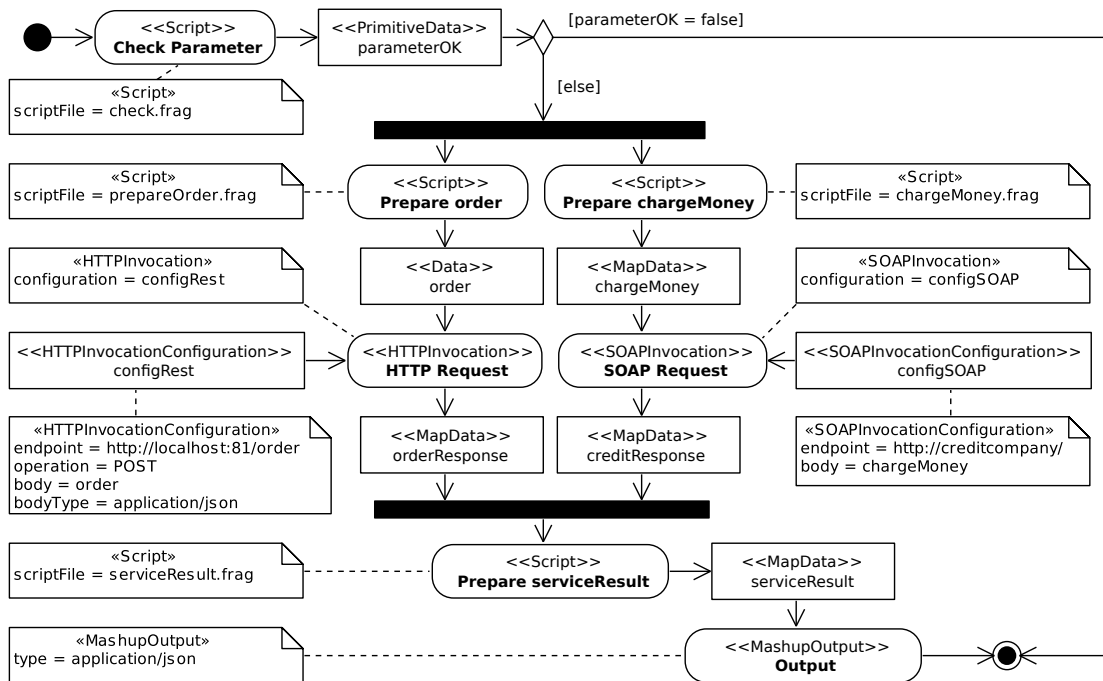 <<Script>>
Check Parameter
<<PrimitiveData>>
parameterOK
[parameterOK = false]
[else]
«Script»
scriptFile = check.frag
«Script»
scriptFile = prepareOrder.frag
<<Script>>
Prepare order
<<Script>>
Prepare chargeMoney
«Script»
scriptFile = chargeMoney.frag
«HTTPInvocation»
configuration = configRest
<<Data>>
order
<<MapData>>
chargeMoney
«SOAPInvocation»
configuration = configSOAP
<<HTTPInvocationConfiguration>>
configRest
<<HTTPInvocation>>
HTTP Request
<<SOAPInvocation>>
SOAP Request
<<SOAPInvocationConfiguration>>
configSOAP
«HTTPInvocationConfiguration»
endpoint = http://localhost:81/order
operation = POST
body = order
bodyType = application/json
<<MapData>>
orderResponse
<<MapData>>
creditResponse
«SOAPInvocationConfiguration»
endpoint = http://creditcompany/
body = chargeMoney
«Script»
scriptFile = serviceResult.frag
<<Script>>
Prepare serviceResult
<<MapData>>
serviceResult
«MashupOutput»
type = application/json
<<MashupOutput>>
Output